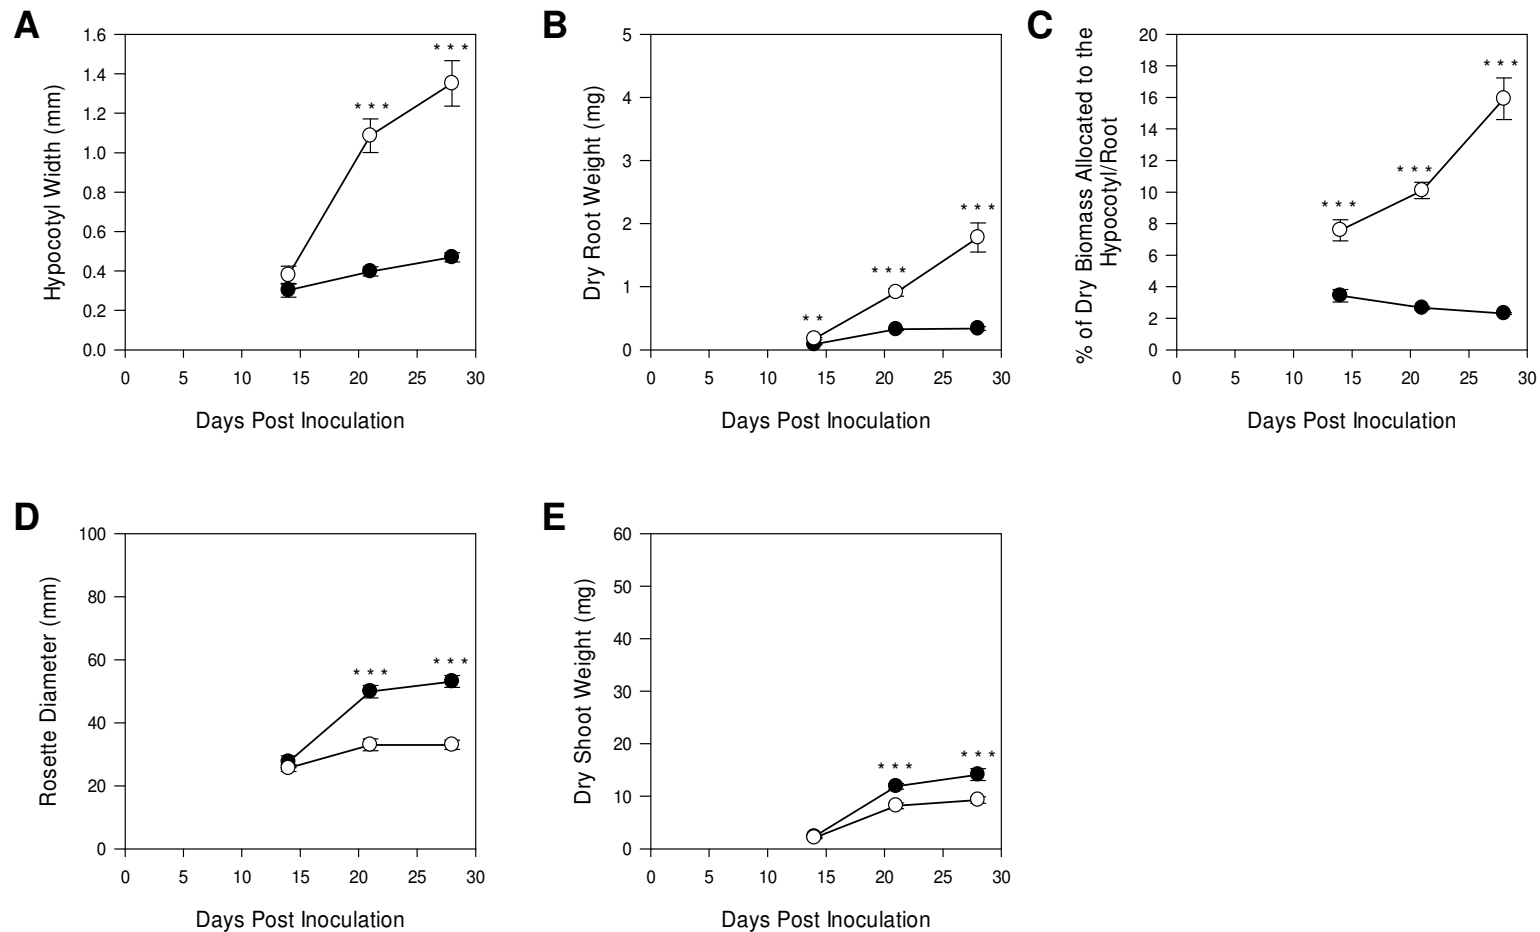 A
1.6
1.4
1.2
1.0
0.8
0.6
0.4
0.2
0.0
Hypocotyl Width (mm)
* * *
* * *
0 5 10 15 20 25 30
Days Post Inoculation
B
5
4
3
2
1
0
Dry Root Weight (mg)
* * *
* * *
* *
0 5 10 15 20 25 30
Days Post Inoculation
C
20
18
16
14
12
10
8
6
4
2
0
% of Dry Biomass Allocated to the
Hypocotyl/Root
* * *
* * *
* * *
0 5 10 15 20 25 30
Days Post Inoculation
D
100
80
60
40
20
0
Rosette Diameter (mm)
* * *
* * *
0 5 10 15 20 25 30
Days Post Inoculation
E
60
50
40
30
20
10
0
Dry Shoot Weight (mg)
* * *
* * *
0 5 10 15 20 25 30
Days Post Inoculation